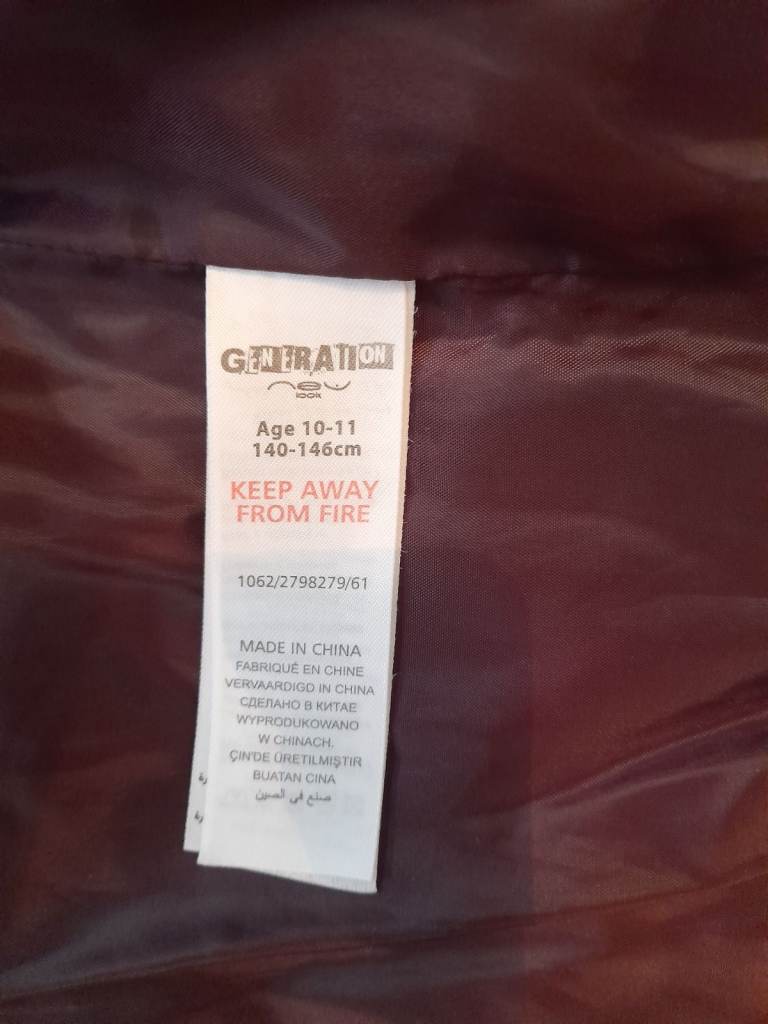 GENERATION
new
look
Age 10-11
140-146cm
KEEP AWAY
FROM FIRE
1062/2798279/61
MADE IN CHINA
FABRIQUÉ EN CHINE
VERVAARDIGD IN CHINA
СДЕЛАНО В КИТАЕ
WYPRODUKOWANO
W CHINACH.
ÇIN'DE ÜRETILMIŞTIR
BUATAN CINA
صنع في الصين